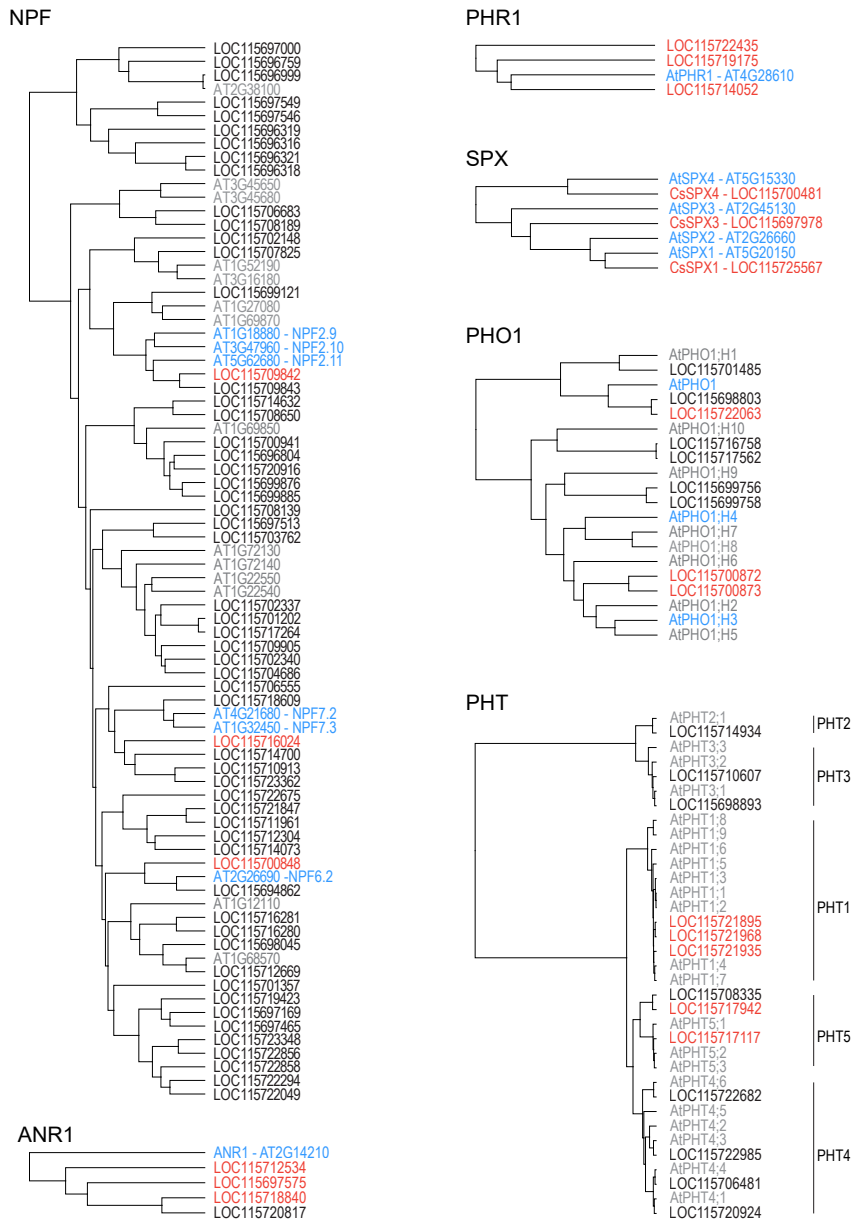 NPF
LOC115697000
LOC115696759
LOC115696999
AT2G38100
LOC115697549
LOC115697546
LOC115696319
LOC115696316
LOC115696321
LOC115696318
AT3G45650
AT3G45680
LOC115706683
LOC115708189
LOC115702148
LOC115707825
AT1G52190
AT3G16180
LOC115699121
AT1G27080
AT1G69870
AT1G18880 - NPF2.9
AT3G47960 - NPF2.10
AT5G62680 - NPF2.11
LOC115709842
LOC115709843
LOC115714632
LOC115708650
AT1G69850
LOC115700941
LOC115696804
LOC115720916
LOC115699876
LOC115699885
LOC115708139
LOC115697513
LOC115703762
AT1G72130
AT1G72140
AT1G22550
AT1G22540
LOC115702337
LOC115701202
LOC115717264
LOC115709905
LOC115702340
LOC115704686
LOC115706555
LOC115718609
AT4G21680 - NPF7.2
AT1G32450 - NPF7.3
LOC115716024
LOC115714700
LOC115710913
LOC115723362
LOC115722675
LOC115721847
LOC115711961
LOC115712304
LOC115714073
LOC115700848
AT2G26690 -NPF6.2
LOC115694862
AT1G12110
LOC115716281
LOC115716280
LOC115698045
AT1G68570
LOC115712669
LOC115701357
LOC115719423
LOC115697169
LOC115697465
LOC115723348
LOC115722856
LOC115722858
LOC115722294
LOC115722049
ANR1
ANR1 - AT2G14210
LOC115712534
LOC115697575
LOC115718840
LOC115720817
PHR1
LOC115722435
LOC115719175
AtPHR1 - AT4G28610
LOC115714052
SPX
AtSPX4 - AT5G15330
CsSPX4 - LOC115700481
AtSPX3 - AT2G45130
CsSPX3 - LOC115697978
AtSPX2 - AT2G26660
AtSPX1 - AT5G20150
CsSPX1 - LOC115725567
PHO1
AtPHO1;H1
LOC115701485
AtPHO1
LOC115698803
LOC115722063
AtPHO1;H10
LOC115716758
LOC115717562
AtPHO1;H9
LOC115699756
LOC115699758
AtPHO1;H4
AtPHO1;H7
AtPHO1;H8
AtPHO1;H6
LOC115700872
LOC115700873
AtPHO1;H2
AtPHO1;H3
AtPHO1;H5
PHT
AtPHT2;1
LOC115714934
PHT2
AtPHT3;3
AtPHT3;2
LOC115710607
AtPHT3;1
LOC115698893
PHT3
AtPHT1;8
AtPHT1;9
AtPHT1;6
AtPHT1;5
AtPHT1;3
AtPHT1;1
AtPHT1;2
LOC115721895
LOC115721968
LOC115721935
AtPHT1;4
AtPHT1;7
PHT1
LOC115708335
LOC115717942
AtPHT5;1
LOC115717117
AtPHT5;2
AtPHT5;3
PHT5
AtPHT4;6
LOC115722682
AtPHT4;5
AtPHT4;2
AtPHT4;3
LOC115722985
AtPHT4;4
LOC115706481
AtPHT4;1
LOC115720924
PHT4